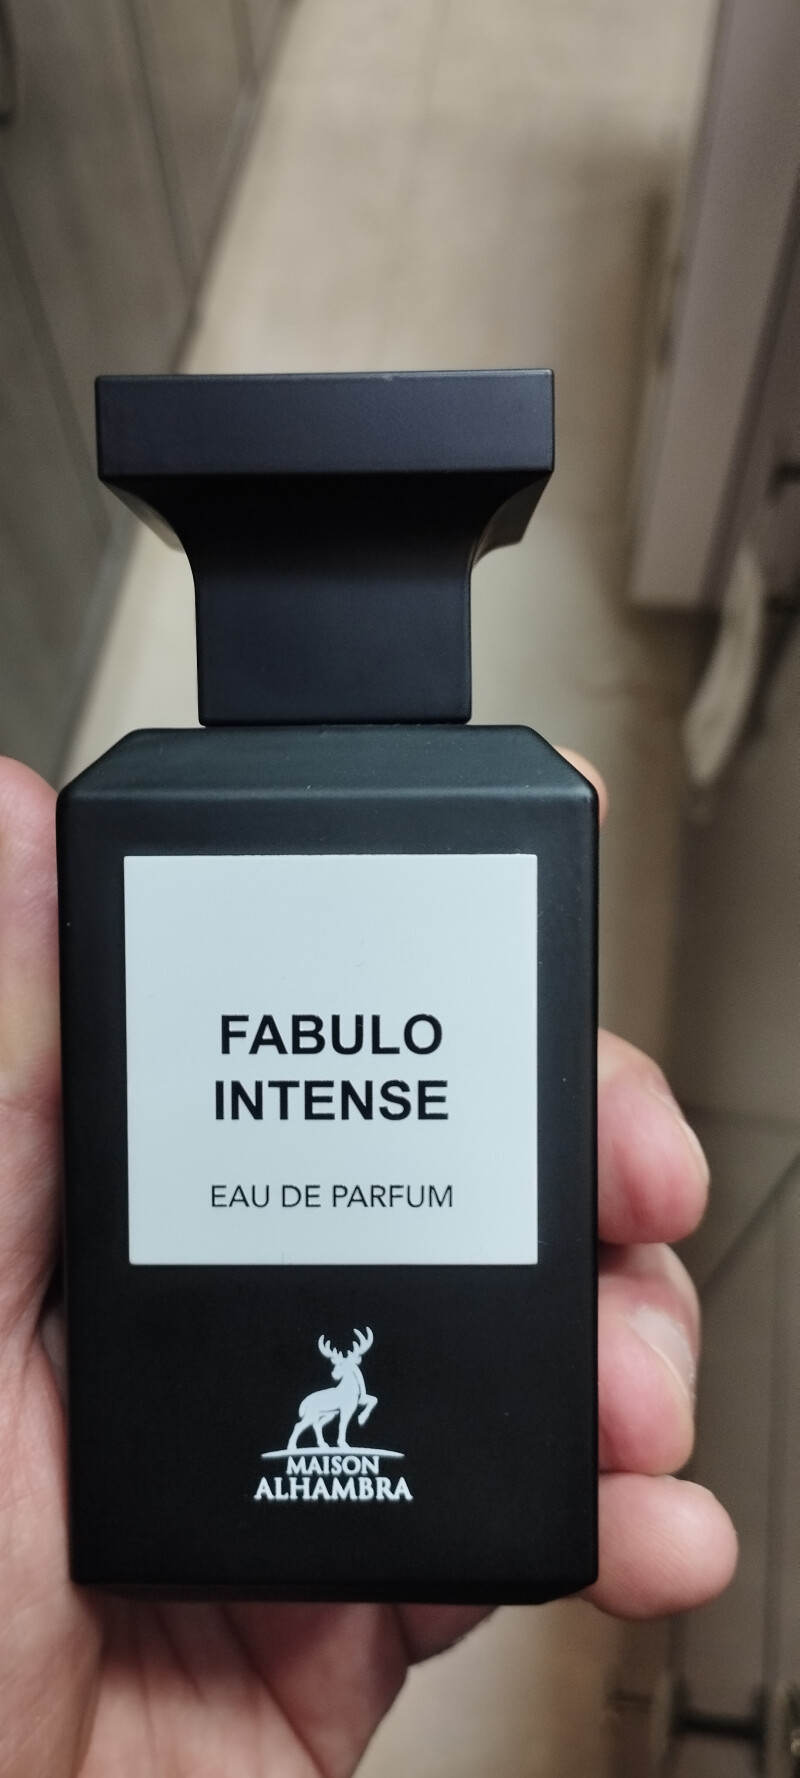 FABULO
INTENSE
EAU DE PARFUM
MAISON
ALHAMBRA